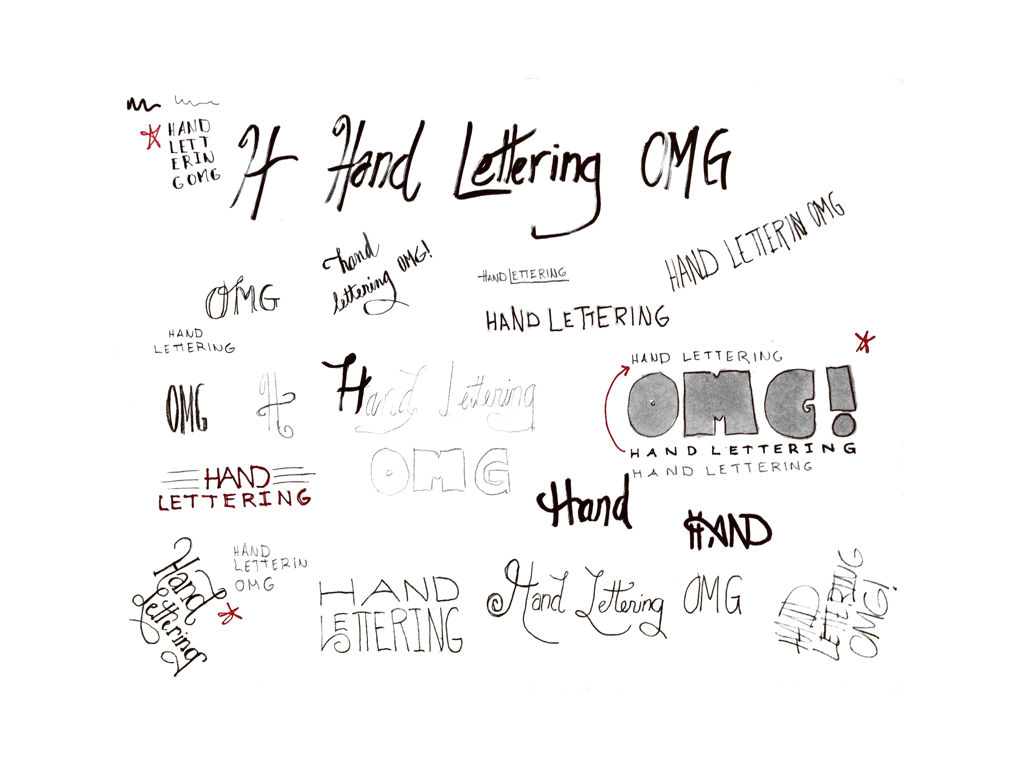 HAND
LETT
ERIN
GOMG
H Hand Lettering OMG
HAND LETTERIN OMG
hand
lettering OMG!
HAND LETTERING
OMG
HAND LETTERING
HAND
LETTERING
HAND LETTERING
OMG!
HAND LETTERING
HAND LETTERING
OMG
H
Hand Lettering
OMG
HAND
LETTERING
Hand
HAND
Hand
Lettering
HAND
LETTERIN
OMG
HAND
LETTERING
Hand Lettering OMG
HAND
LETTERING
OMG!